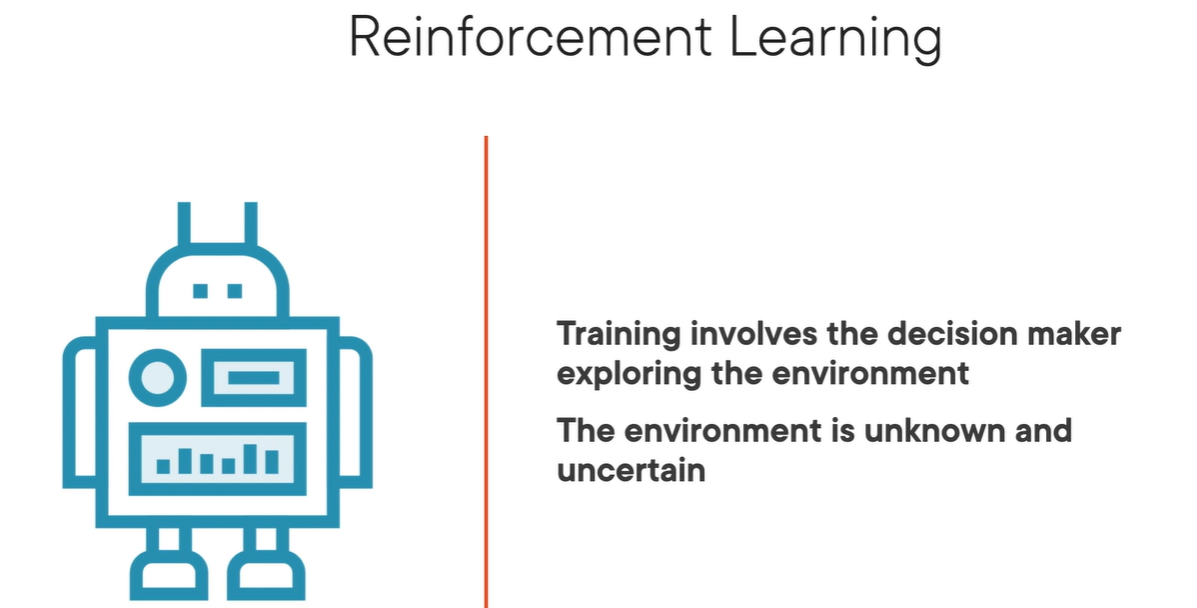 Reinforcement Learning
Training involves the decision maker
exploring the environment
The environment is unknown and
uncertain